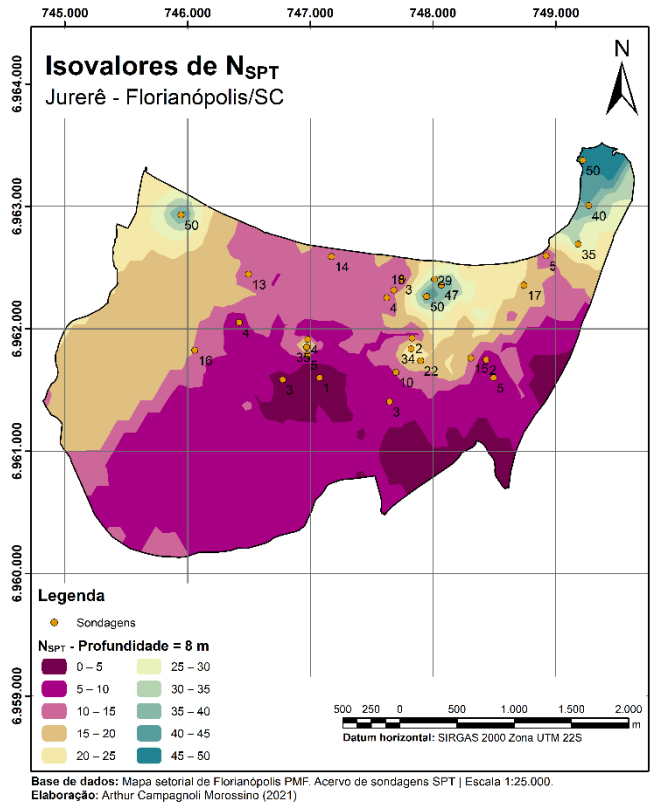 745.000 746.000 747.000 748.000 749.000
Isovalores de NSPT
Jurerê - Florianópolis/SC
N
6.964.000
6.963.000
6.962.000
6.961.000
6.960.000
6.959.000
50
40
35
5
50
14
13
18
3
29
47
4
50
17
4
2
4
16
35
34
5
22
15
2
10
5
3
1
3
Legenda
Sondagens
NSPT - Profundidade = 8 m
0 – 5 25 – 30
5 – 10 30 – 35
10 – 15 35 – 40
15 – 20 40 – 45
20 – 25 45 – 50
500 250 0 500 1.000 1.500 2.000
m
Datum horizontal: SIRGAS 2000 Zona UTM 22S
Base de dados: Mapa setorial de Florianópolis PMF. Acervo de sondagens SPT | Escala 1:25.000.
Elaboração: Arthur Campagnoli Morossino (2021)